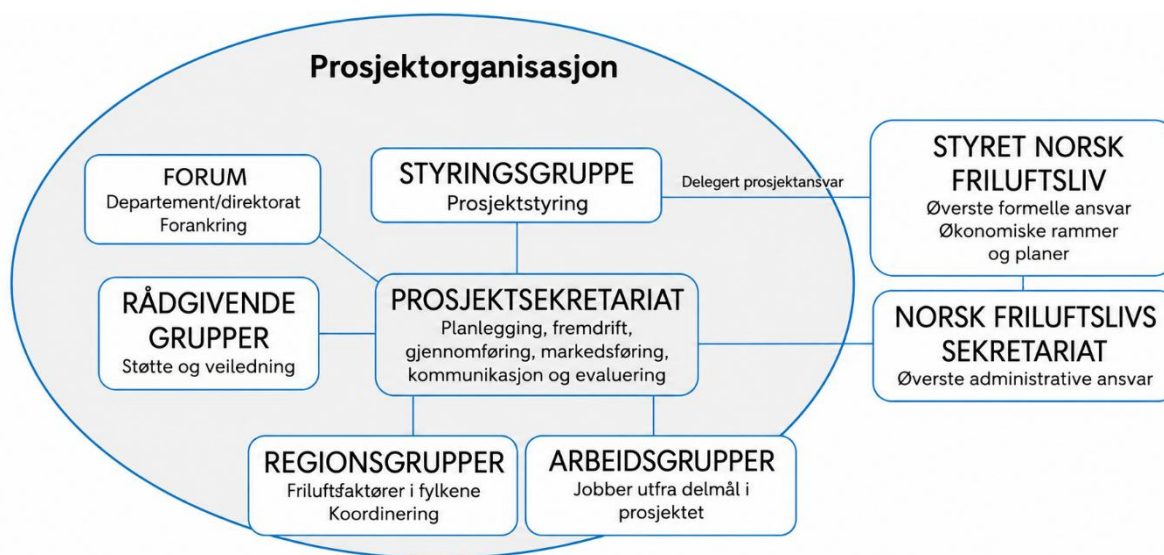 Prosjektorganisasjon
FORUM
Departement/direktorat
Forankring
STYRINGSGRUPPE
Prosjektstyring
Delegert prosjektansvar
STYRET NORSK
FRILUFTSLIV
Øverste formelle ansvar
Økonomiske rammer
og planer
RÅDGIVENDE
GRUPPER
Støtte og veiledning
PROSJEKTSEKRETARIAT
Planlegging, fremdrift,
gjennomføring, markedsføring,
kommunikasjon og evaluering
NORSK FRILUFTSLIVS
SEKRETARIAT
Øverste administrative ansvar
REGIONSGRUPPER
Friluftsfaktører i fylkene
Koordinering
ARBEIDSGRUPPER
Jobber utfra delmål i
prosjektet